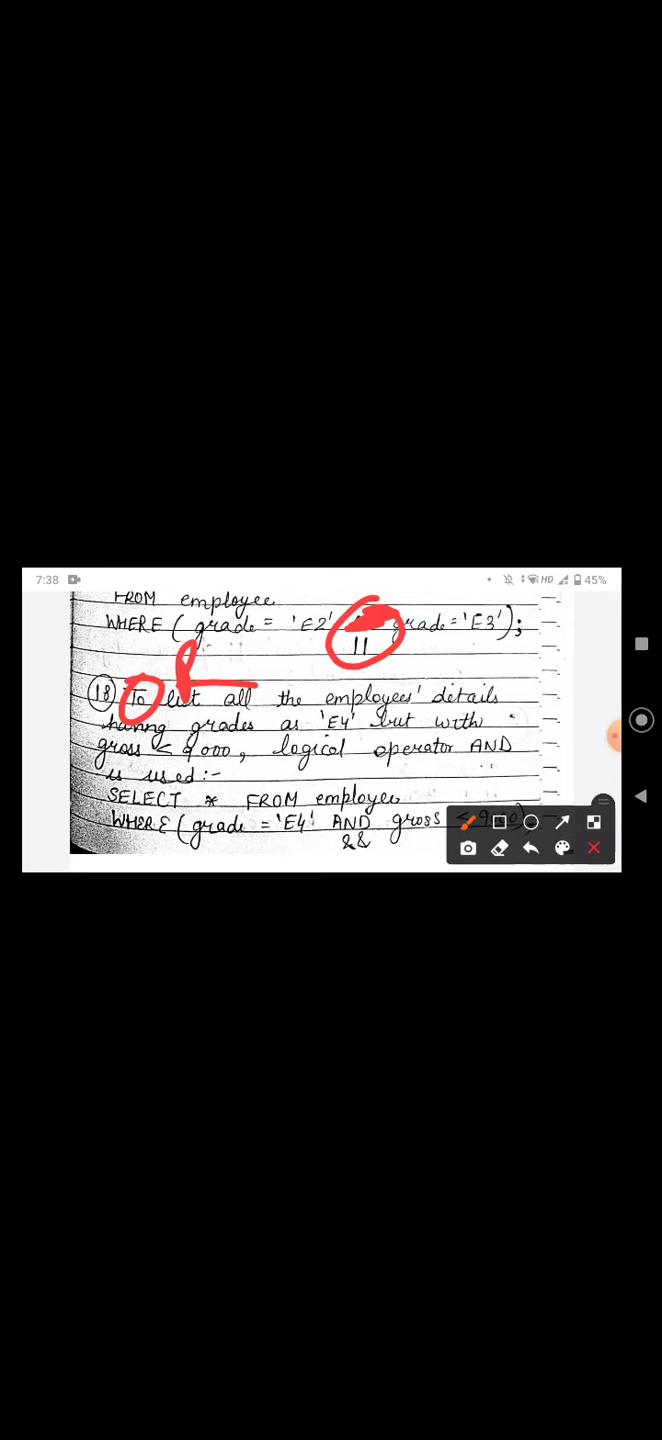 7:38 HD 45%
FROM employee
WHERE ( grade = 'E2' grade = 'E3');
||
(18) To list all the employees' details
having grades as 'E4' but with
gross < 9000, logical operator AND
is used :-
SELECT * FROM employee
WHERE (grade = 'E4' AND gross
&&